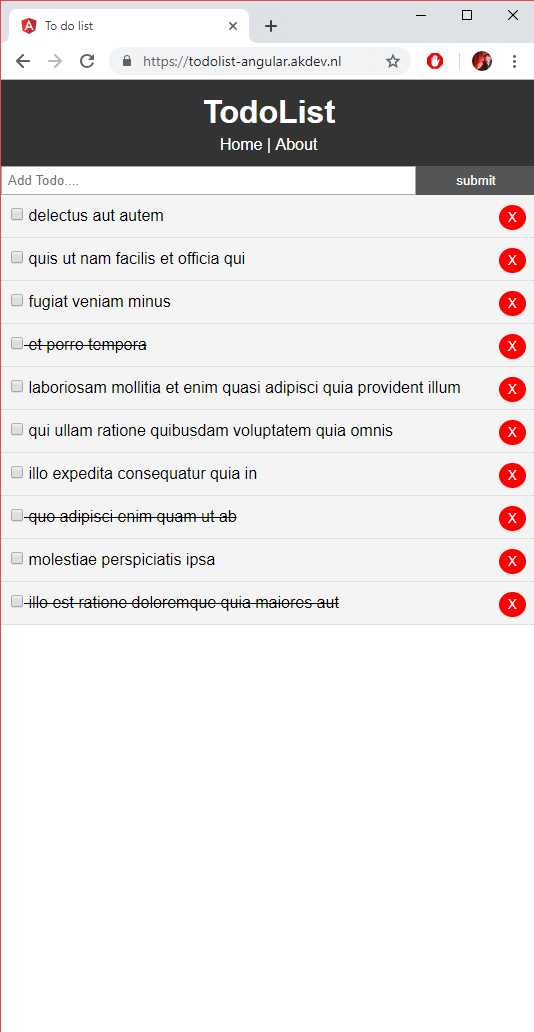 To do list
https://todolist-angular.akdev.nl
TodoList
Home | About
Add Todo....
submit
delectus aut autem
X
quis ut nam facilis et officia qui
X
fugiat veniam minus
X
et porro tempora
X
laboriosam mollitia et enim quasi adipisci quia provident illum
X
qui ullam ratione quibusdam voluptatem quia omnis
X
illo expedita consequatur quia in
X
quo adipisci enim quam ut ab
X
molestiae perspiciatis ipsa
X
illo est ratione doloremque quia maiores aut
X